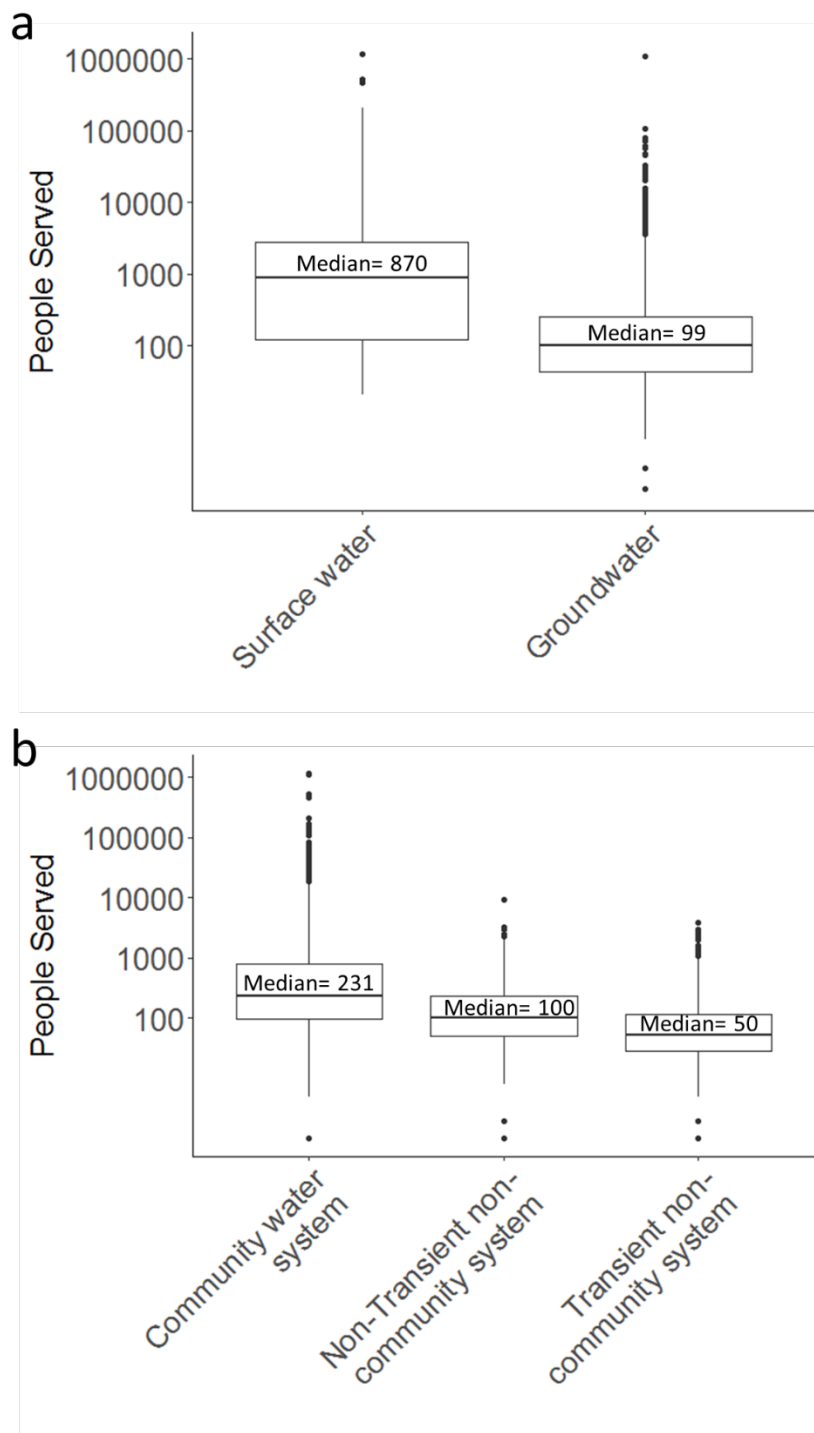 a
1000000
100000
10000
1000
100
People Served
Median= 870
Median= 99
Surface water
Groundwater
b
1000000
100000
10000
1000
100
People Served
Median= 231
Median= 100
Median= 50
Community water
system
Non-Transient non-
community system
Transient non-
community system